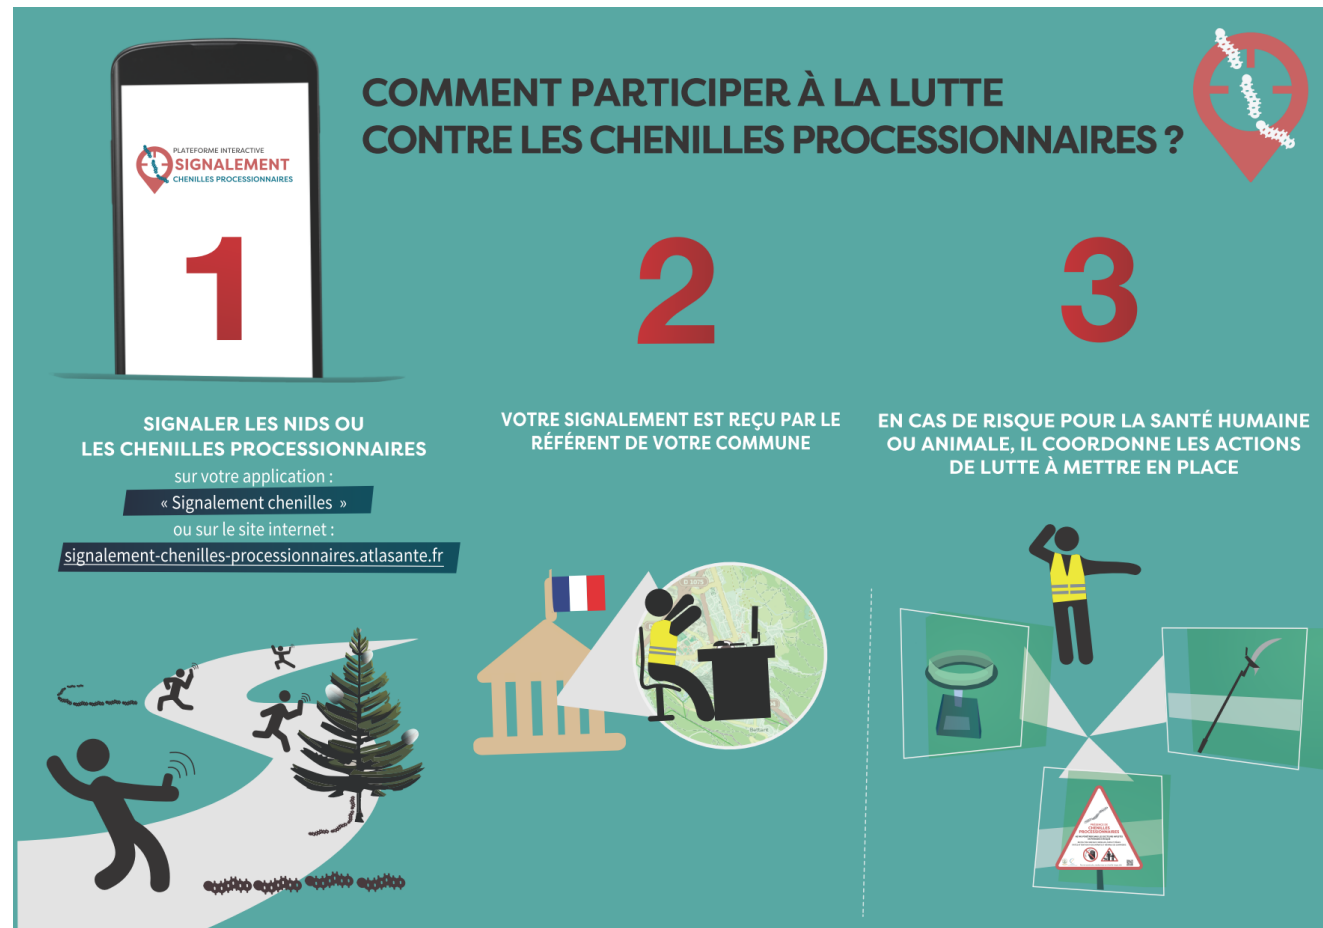 COMMENT PARTICIPER À LA LUTTE
CONTRE LES CHENILLES PROCESSIONNAIRES ?
PLATEFORME INTERACTIVE
SIGNALEMENT
CHENILLES PROCESSIONNAIRES
1
SIGNALER LES NIDS OU
LES CHENILLES PROCESSIONNAIRES
sur votre application :
« Signalement chenilles »
ou sur le site internet :
signalement-chenilles-processionnaires.atlasante.fr
2
VOTRE SIGNALEMENT EST REÇU PAR LE
RÉFÉRENT DE VOTRE COMMUNE
D 1075
3
EN CAS DE RISQUE POUR LA SANTÉ HUMAINE
OU ANIMALE, IL COORDONNE LES ACTIONS
DE LUTTE À METTRE EN PLACE
PRÉSENCE DE
CHENILLES
PROCESSIONNAIRES